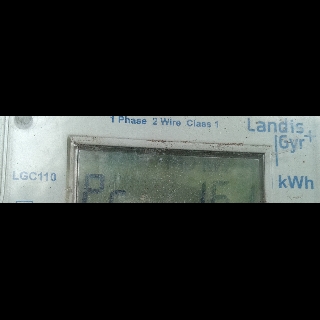 1 Phase 2 Wire Class 1
Landis
Gyr+
LGC110
kWh